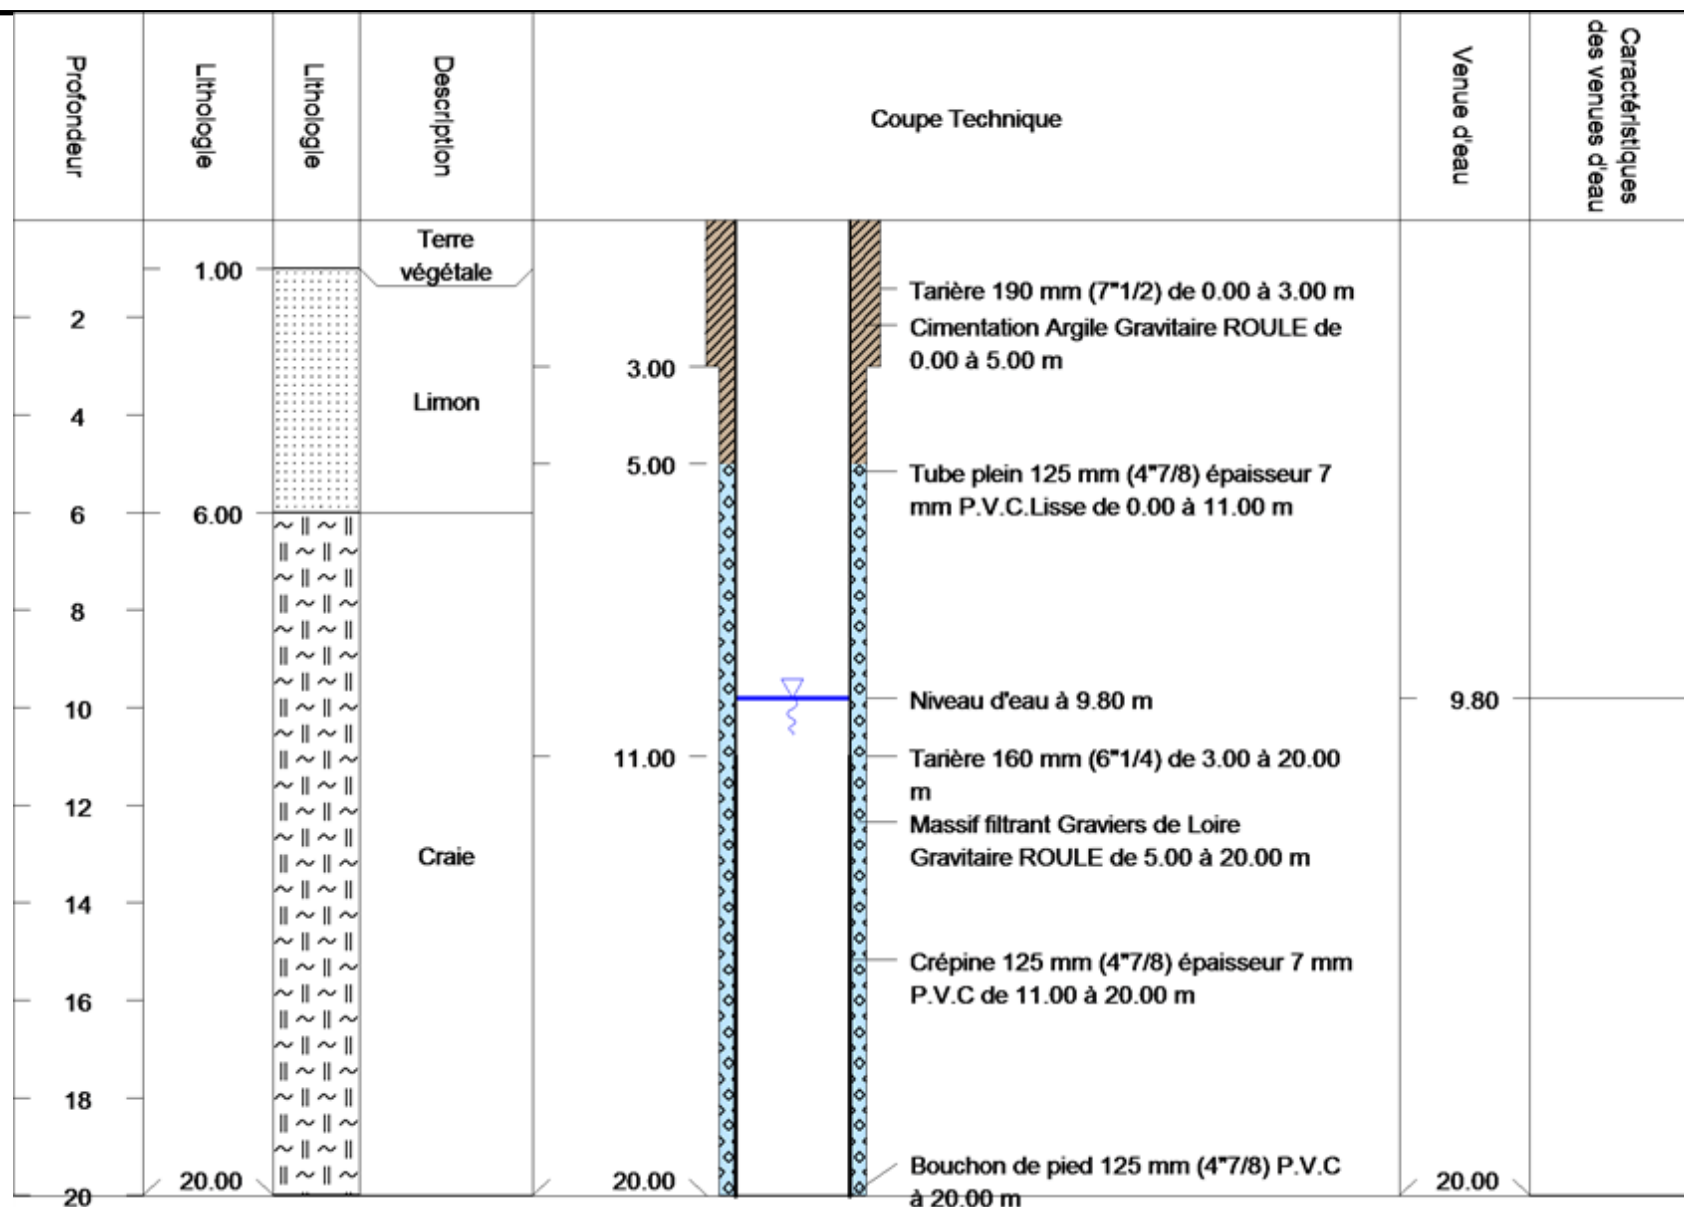 Profondeur
Lithologie
Lithologie
Description
Coupe Technique
Venue d'eau
Caractéristiques
des venues d'eau
Terre
végétale
1.00
Tarière 190 mm (7"1/2) de 0.00 à 3.00 m
2
Cimentation Argile Gravitaire ROULE de
0.00 à 5.00 m
3.00
Limon
4
5.00
Tube plein 125 mm (4"7/8) épaisseur 7
mm P.V.C.Lisse de 0.00 à 11.00 m
6
6.00
8
Niveau d'eau à 9.80 m
9.80
10
11.00
Tarière 160 mm (6"1/4) de 3.00 à 20.00
m
12
Massif filtrant Graviers de Loire
Gravitaire ROULE de 5.00 à 20.00 m
Craie
14
Crépine 125 mm (4"7/8) épaisseur 7 mm
P.V.C de 11.00 à 20.00 m
16
18
Bouchon de pied 125 mm (4"7/8) P.V.C
à 20.00 m
20.00
20.00
20.00
20